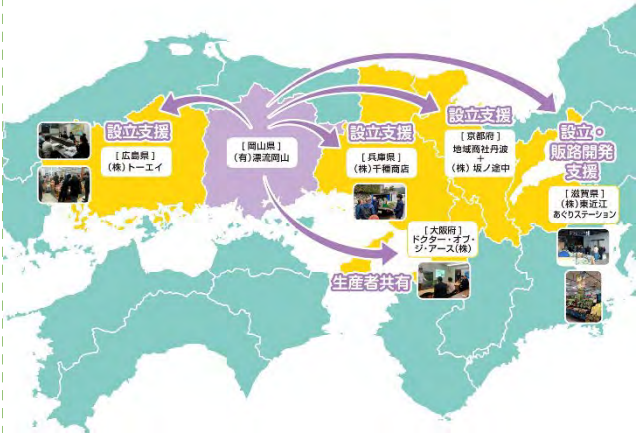 設立支援
[広島県]
(株)トーエイ
[岡山県]
(有)漂流岡山
設立支援
[兵庫県]
(株)千種商店
設立支援
[京都府]
地域商社丹波
+
(株)坂ノ途中
設立・
販路開発
支援
[滋賀県]
(株)東近江
あぐりステーション
[大阪府]
ドクター・オブ・
ジ・アース(株)
生産者共有